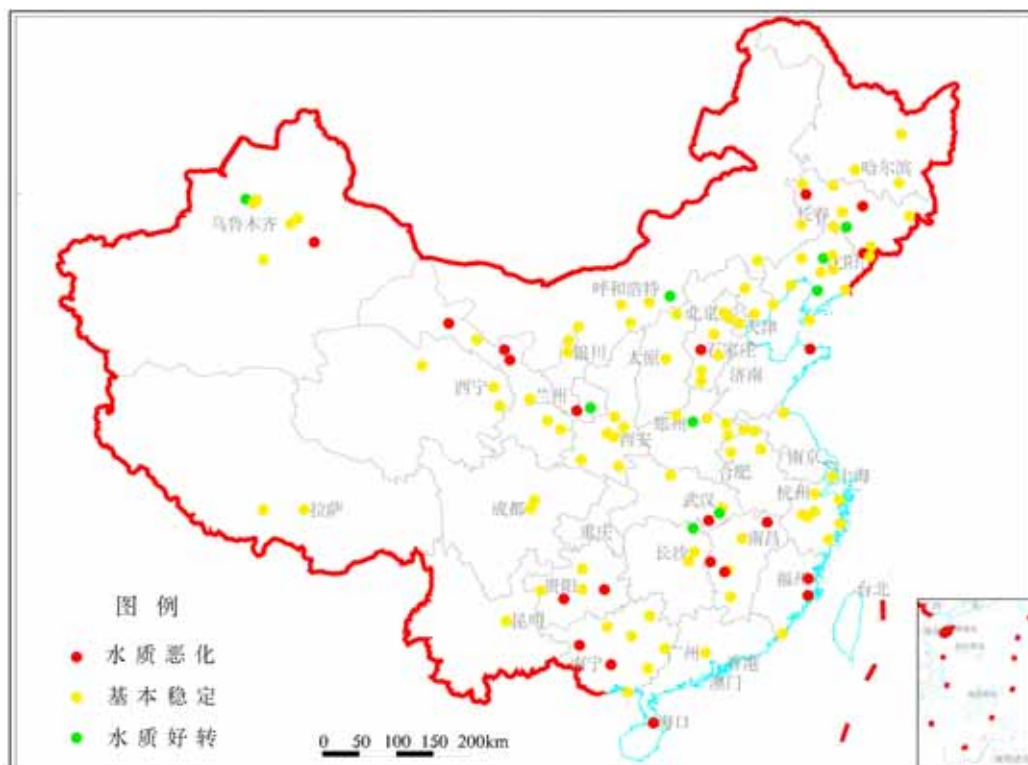 哈尔滨
长春
乌鲁木齐
沈阳
呼和浩特
北京
天津
银川
太原
石家庄
济南
西宁
兰州
郑州
西安
南京
合肥
上海
杭州
武汉
成都
拉萨
重庆
南昌
长沙
贵阳
福州
台北
昆明
广州
南宁
香港
澳门
海口
图 例
水 质 恶 化
基 本 稳 定
水 质 好 转
0 50 100 150 200km